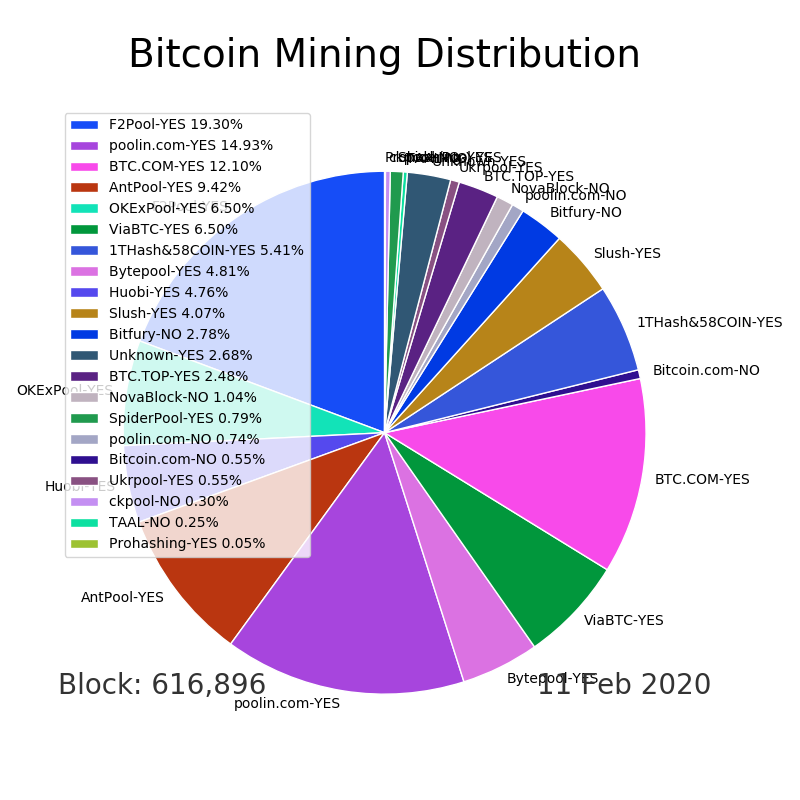 Bitcoin Mining Distribution
F2Pool-YES 19.30%
poolin.com-YES 14.93%
BTC.COM-YES 12.10%
AntPool-YES 9.42%
OKExPool-YES 6.50%
ViaBTC-YES 6.50%
1THash&58COIN-YES 5.41%
Bytepool-YES 4.81%
Huobi-YES 4.76%
Slush-YES 4.07%
Bitfury-NO 2.78%
Unknown-YES 2.68%
BTC.TOP-YES 2.48%
NovaBlock-NO 1.04%
SpiderPool-YES 0.79%
poolin.com-NO 0.74%
Bitcoin.com-NO 0.55%
Ukrpool-YES 0.55%
ckpool-NO 0.30%
TAAL-NO 0.25%
Prohashing-YES 0.05%
Ukrpool-YES
BTC.TOP-YES
NovaBlock-NO
poolin.com-NO
Bitfury-NO
Slush-YES
1THash&58COIN-YES
Bitcoin.com-NO
BTC.COM-YES
ViaBTC-YES
Bytepool-YES
poolin.com-YES
AntPool-YES
Huobi-YES
OKExPool-YES
F2Pool-YES
Block: 616,896
11 Feb 2020